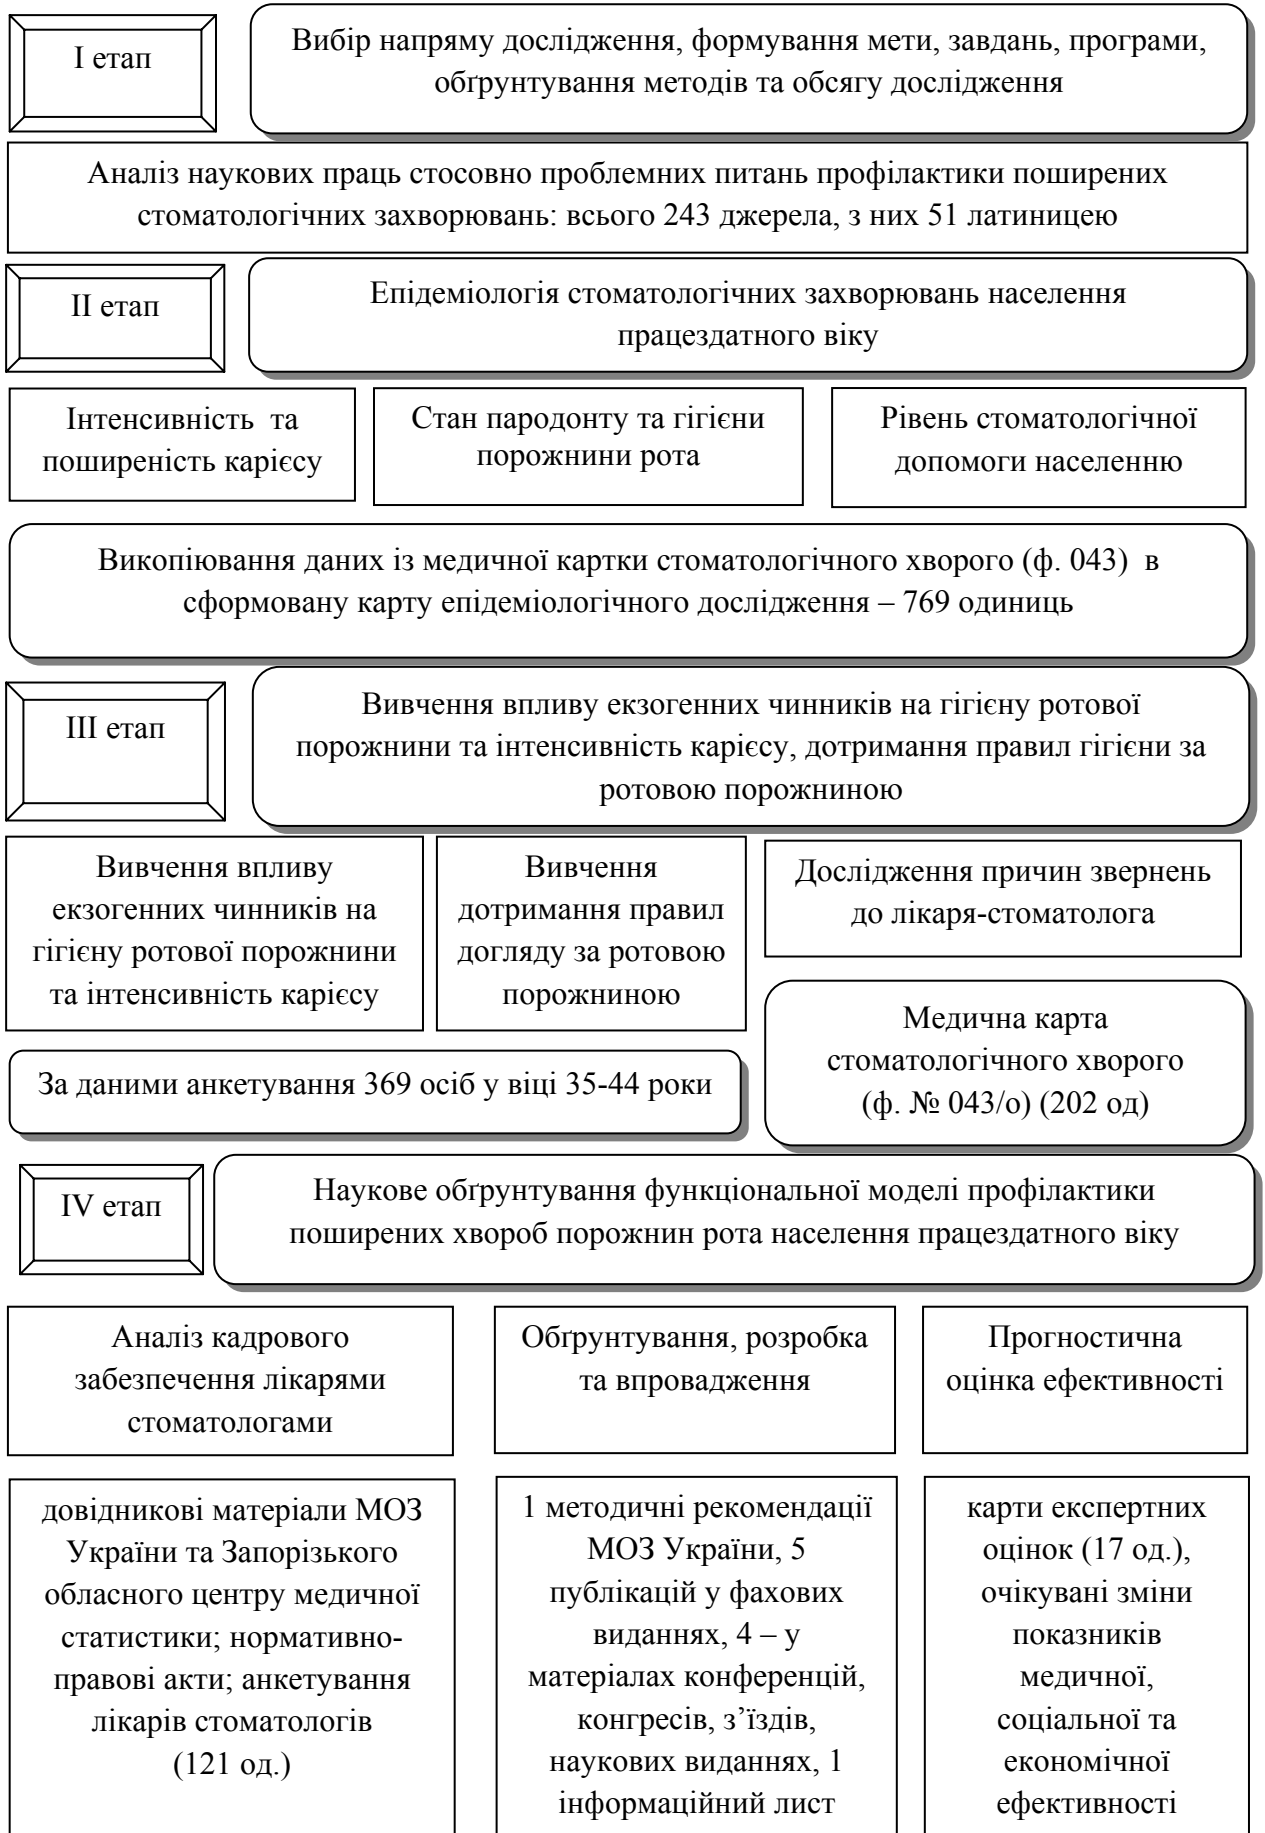 І етап
Вибір напряму дослідження, формування мети, завдань, програми,
обґрунтування методів та обсягу дослідження
Аналіз наукових праць стосовно проблемних питань профілактики поширених
стоматологічних захворювань: всього 243 джерела, з них 51 латиницею
ІІ етап
Епідеміологія стоматологічних захворювань населення
працездатного віку
Інтенсивність та
поширеність карієсу
Стан пародонту та гігієни
порожнини рота
Рівень стоматологічної
допомоги населенню
Викопіювання даних із медичної картки стоматологічного хворого (ф. 043) в
сформовану карту епідеміологічного дослідження – 769 одиниць
ІІІ етап
Вивчення впливу екзогенних чинників на гігієну ротової
порожнини та інтенсивність карієсу, дотримання правил гігієни за
ротовою порожниною
Вивчення впливу
екзогенних чинників на
гігієну ротової порожнини
та інтенсивність карієсу
Вивчення
дотримання правил
догляду за ротовою
порожниною
Дослідження причин звернень
до лікаря-стоматолога
За даними анкетування 369 осіб у віці 35-44 роки
Медична карта
стоматологічного хворого
(ф. № 043/о) (202 од)
IV етап
Наукове обґрунтування функціональної моделі профілактики
поширених хвороб порожнин рота населення працездатного віку
Аналіз кадрового
забезпечення лікарями
стоматологами
Обґрунтування, розробка
та впровадження
Прогностична
оцінка ефективності
довідникові матеріали МОЗ
України та Запорізького
обласного центру медичної
статистики; нормативно-
правові акти; анкетування
лікарів стоматологів
(121 од.)
1 методичні рекомендації
МОЗ України, 5
публікацій у фахових
виданнях, 4 – у
матеріалах конференцій,
конгресів, з’їздів,
наукових виданнях, 1
інформаційний лист
карти експертних
оцінок (17 од.),
очікувані зміни
показників
медичної,
соціальної та
економічної
ефективності